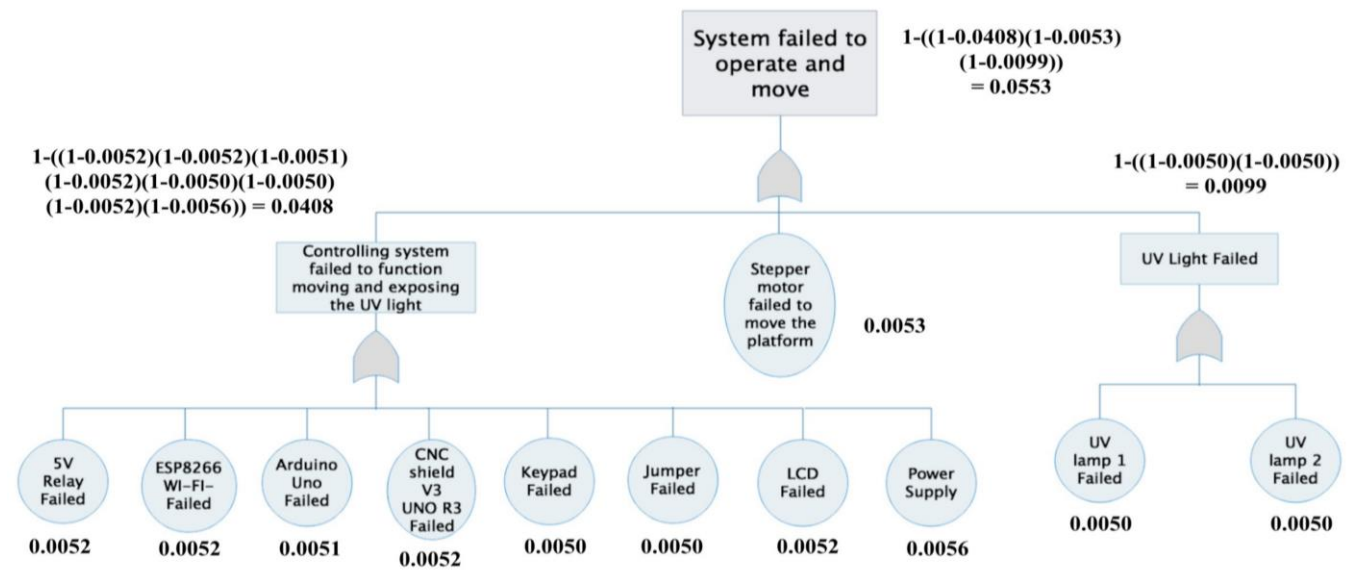 System failed to
operate and
move
1-((1-0.0408)(1-0.0053)
(1-0.0099))
= 0.0553
1-((1-0.0052)(1-0.0052)(1-0.0051)
(1-0.0052)(1-0.0050)(1-0.0050)
(1-0.0052)(1-0.0056)) = 0.0408
1-((1-0.0050)(1-0.0050))
= 0.0099
Controlling system
failed to function
moving and exposing
the UV light
Stepper
motor
failed to
move the
platform
0.0053
UV Light Failed
5V
Relay
Failed
0.0052
ESP8266
WI-FI-
Failed
0.0052
Arduino
Uno
Failed
0.0051
CNC
shield
V3
UNO R3
Failed
0.0052
Keypad
Failed
0.0050
Jumper
Failed
0.0050
LCD
Failed
0.0052
Power
Supply
0.0056
UV
lamp 1
Failed
0.0050
UV
lamp 2
Failed
0.0050